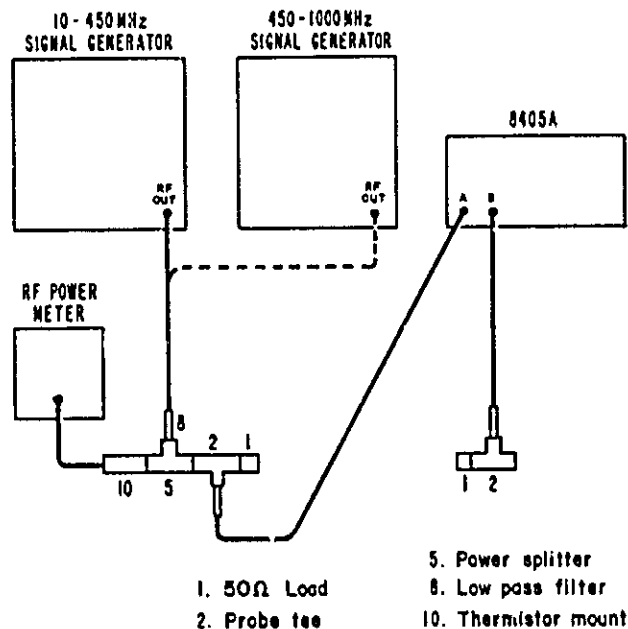 10-450MHz
SIGNAL GENERATOR
450-1000MHz
SIGNAL GENERATOR
8405A
RF
OUT
RF
OUT
A
B
RF POWER
METER
8
2
1
10
5
1
2
1. 50Ω Load
2. Probe tee
5. Power splitter
8. Low pass filter
10. Thermistor mount